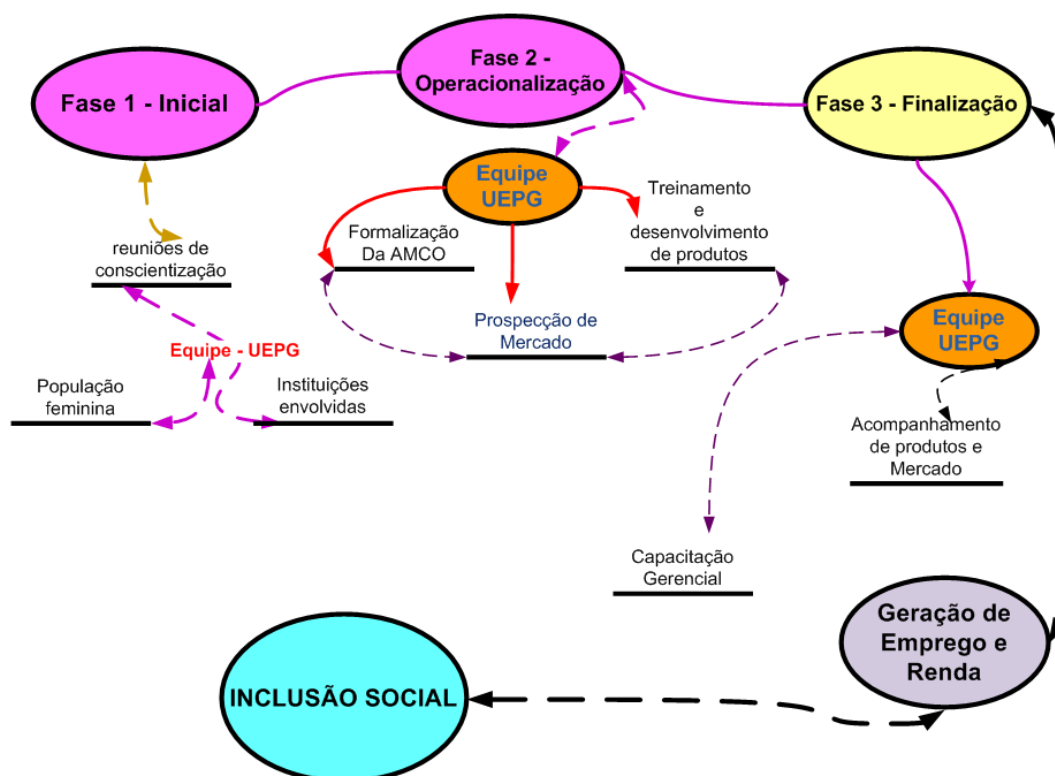 Fase 1 - Inicial
Fase 2 -
Operacionalização
Fase 3 - Finalização
Equipe
UEPG
Treinamento
e
desenvolvimento
de produtos
Formalização
Da AMCO
reuniões de
conscientização
Prospecção de
Mercado
Equipe
UEPG
Equipe - UEPG
População
feminina
Instituições
envolvidas
Acompanhamento
de produtos e
Mercado
Capacitação
Gerencial
Geração de
Emprego e
Renda
INCLUSÃO SOCIAL